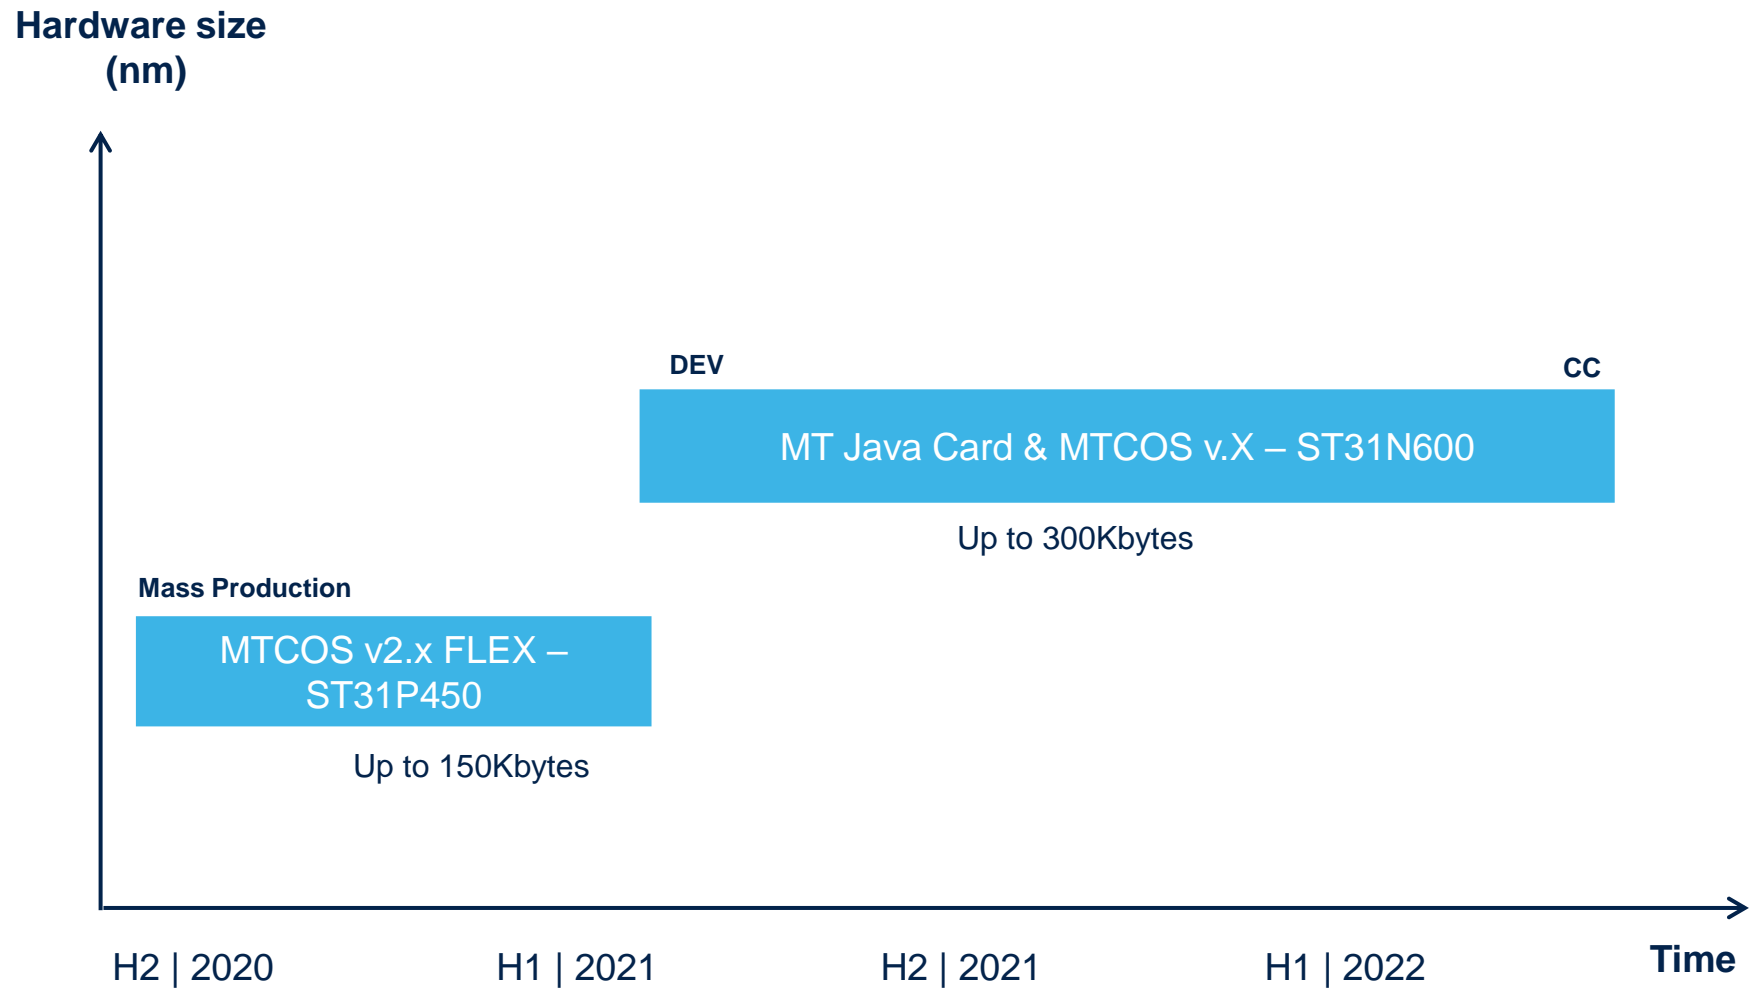 Hardware size
(nm)
DEV
CC
MT Java Card & MTCOS v.X – ST31N600
Up to 300Kbytes
Mass Production
MTCOS v2.x FLEX –
ST31P450
Up to 150Kbytes
H2 | 2020
H1 | 2021
H2 | 2021
H1 | 2022
Time